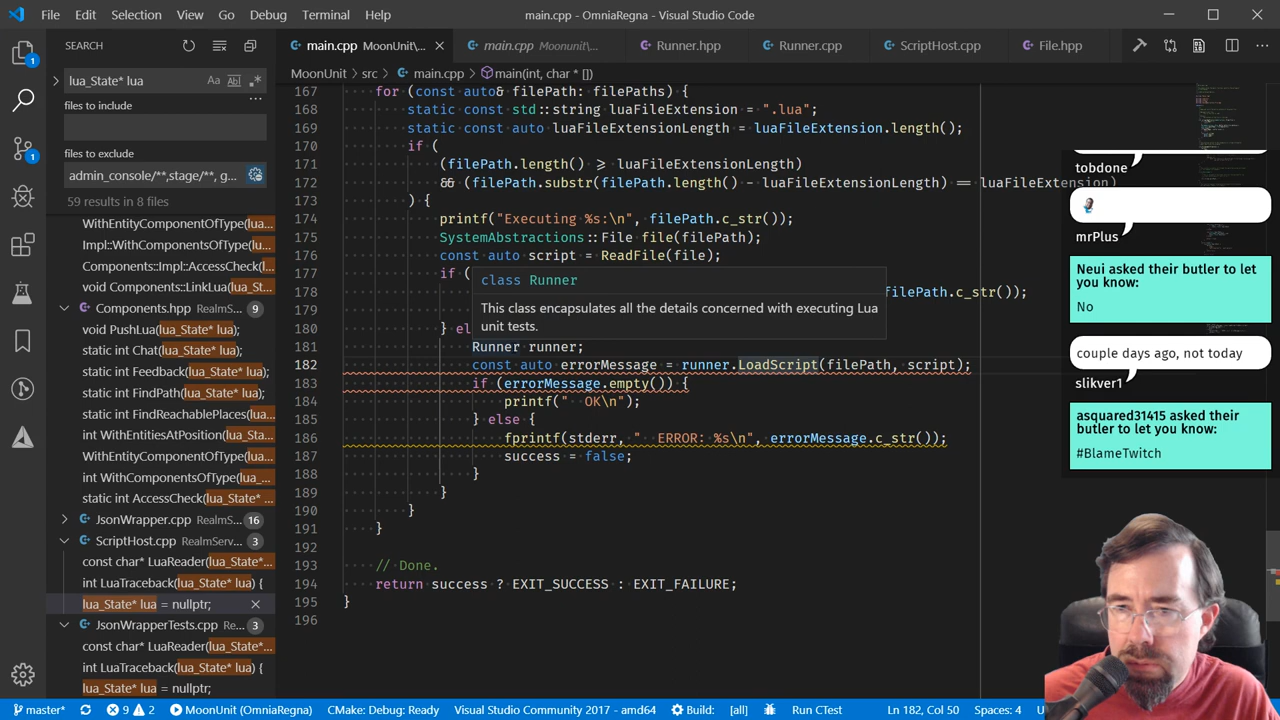 File Edit Selection View Go Debug Terminal Help main.cpp - OmniaRegna - Visual Studio Code
SEARCH
main.cpp MoonUnit\... main.cpp Moonunit\... Runner.hpp Runner.cpp ScriptHost.cpp File.hpp
MoonUnit > src > main.cpp > main(int, char * [])
lua_State* lua
files to include
files to exclude
admin_console/**,stage/**, g...
59 results in 8 files
WithEntityComponentOfType(lua_
Impl::WithComponentsOfType(lua_
Components::Impl::AccessCheck(l
void Components::LinkLua(lua_Sta
Components.hpp RealmSe... 9
void PushLua(lua_State* lua);
static int Chat(lua_State* lua);
static int Feedback(lua_State* lua);
int FindPath(lua_State* lua);
int FindReachablePlaces(lua_State*
int WithEntitiesAtPosition(lua_State
WithEntityComponentOfType(lua_
int WithComponentsOfType(lua_
static int AccessCheck(lua_State* ...
JsonWrapper.cpp RealmS... 16
ScriptHost.cpp RealmServ... 3
const char* LuaReader(lua_State*...
int LuaTraceback(lua_State* lua) {
lua_State* lua = nullptr;
JsonWrapperTests.cpp Re... 3
const char* LuaReader(lua_State*...
int LuaTraceback(lua_State* lua) {
lua_State* lua = nullptr;
167 for (const auto& filePath: filePaths) {
168 static const std::string luaFileExtension = ".lua";
169 static const auto luaFileExtensionLength = luaFileExtension.length();
170 if (
171 (filePath.length() >= luaFileExtensionLength)
172 && (filePath.substr(filePath.length() - luaFileExtensionLength) == luaFileExtension)
173 ) {
174 printf("Executing %s:\n", filePath.c_str());
175 SystemAbstractions::File file(filePath);
176 const auto script = ReadFile(file);
177 if (
178 filePath.c_str());
179
180 } els
181 Runner runner;
182 const auto errorMessage = runner.LoadScript(filePath, script);
183 if (errorMessage.empty()) {
184 printf("  OK\n");
185 } else {
186 fprintf(stderr, "  ERROR: %s\n", errorMessage.c_str());
187 success = false;
188 }
189 }
190 }
191 }
192
193 // Done.
194 return success ? EXIT_SUCCESS : EXIT_FAILURE;
195 }
196
class Runner
This class encapsulates all the details concerned with executing Lua
unit tests.
tobdone
mrPlus
Neui asked their butler to let
you know:
No
couple days ago, not today
slikver1
asquared31415 asked their
butler to let you know:
#BlameTwitch
master* 9 2 MoonUnit (OmniaRegna) CMake: Debug: Ready Visual Studio Community 2017 - amd64 Build: [all] Run CTest Ln 182, Col 50 Spaces: 4